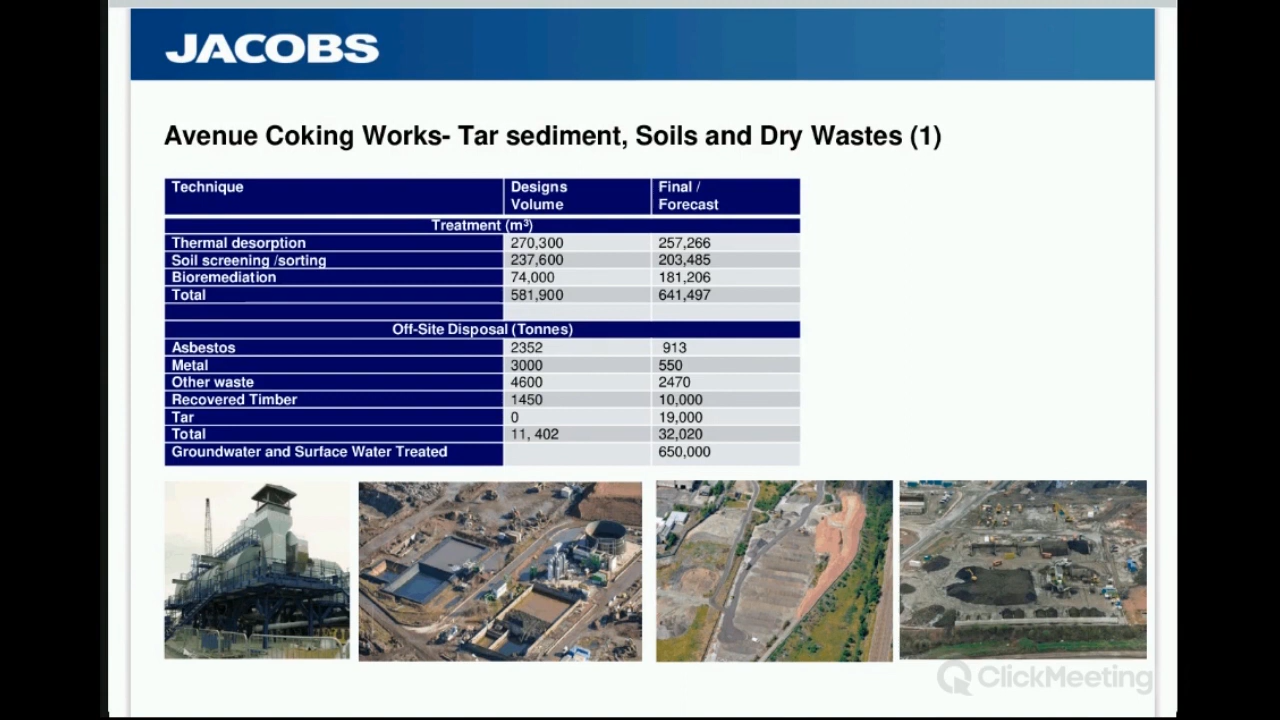 JACOBS
Avenue Coking Works- Tar sediment, Soils and Dry Wastes (1)
Technique Designs Volume Final / Forecast
Treatment (m³)
Thermal desorption 270,300 257,266
Soil screening /sorting 237,600 203,485
Bioremediation 74,000 181,206
Total 581,900 641,497
Off-Site Disposal (Tonnes)
Asbestos 2352 913
Metal 3000 550
Other waste 4600 2470
Recovered Timber 1450 10,000
Tar 0 19,000
Total 11, 402 32,020
Groundwater and Surface Water Treated 650,000
ClickMeeting